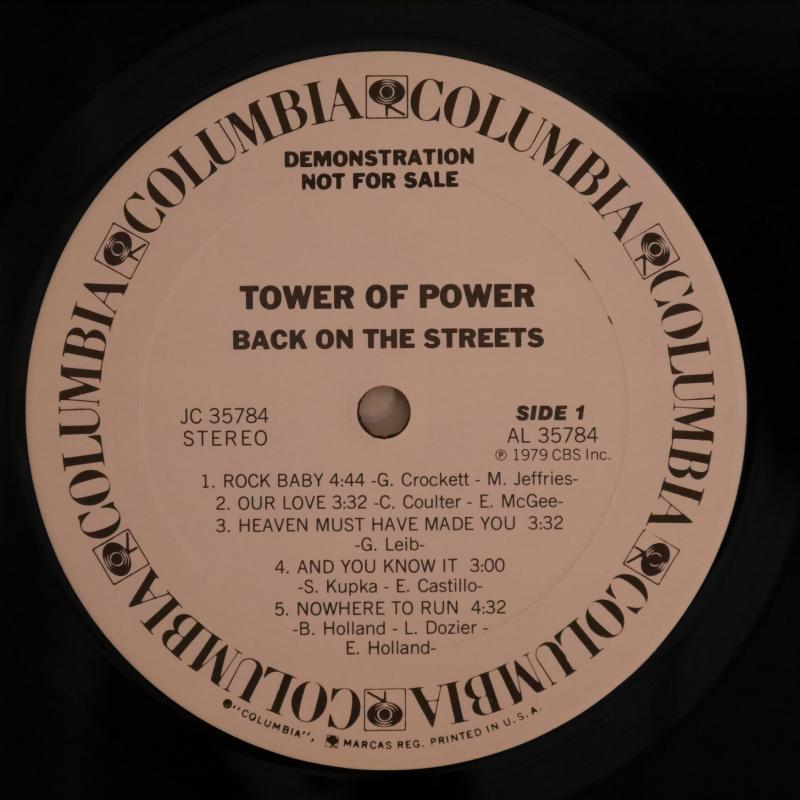 COLUMBIA COLUMBIA COLUMBIA COLUMBIA COLUMBIA COLUMBIA COLUMBIA COLUMBIA
DEMONSTRATION
NOT FOR SALE
TOWER OF POWER
BACK ON THE STREETS
JC 35784
STEREO
SIDE 1
AL 35784
℗ 1979 CBS Inc.
1. ROCK BABY 4:44 -G. Crockett - M. Jeffries-
2. OUR LOVE 3:32 -C. Coulter - E. McGee-
3. HEAVEN MUST HAVE MADE YOU 3:32
-G. Leib-
4. AND YOU KNOW IT 3:00
-S. Kupka - E. Castillo-
5. NOWHERE TO RUN 4:32
-B. Holland - L. Dozier -
E. Holland-
"COLUMBIA", MARCAS REG. PRINTED IN U.S.A.